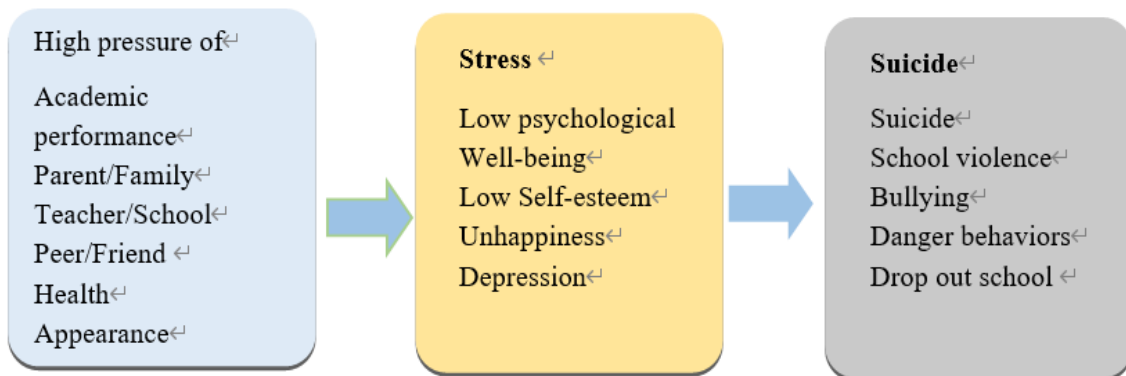 High pressure of↵
Academic
performance↵
Parent/Family↵
Teacher/School↵
Peer/Friend ↵
Health↵
Appearance↵
Stress ↵
Low psychological
Well-being↵
Low Self-esteem↵
Unhappiness↵
Depression↵
Suicide↵
Suicide↵
School violence↵
Bullying↵
Danger behaviors↵
Drop out school ↵